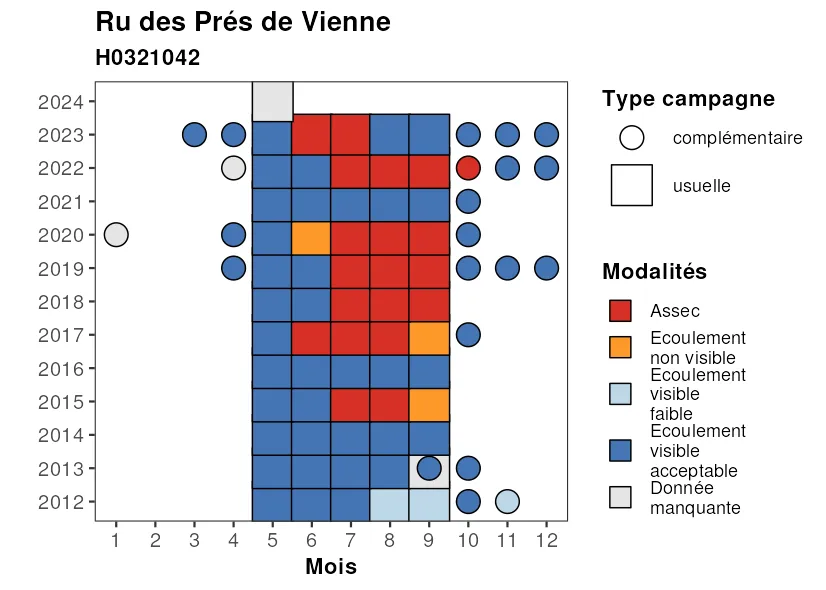 Ru des Prés de Vienne
H0321042
2024
2023
2022
2021
2020
2019
2018
2017
2016
2015
2014
2013
2012
1 2 3 4 5 6 7 8 9 10 11 12
Mois
Type campagne
complémentaire
usuelle
Modalités
Assec
Ecoulement
non visible
Ecoulement
visible
faible
Ecoulement
visible
acceptable
Donnée
manquante